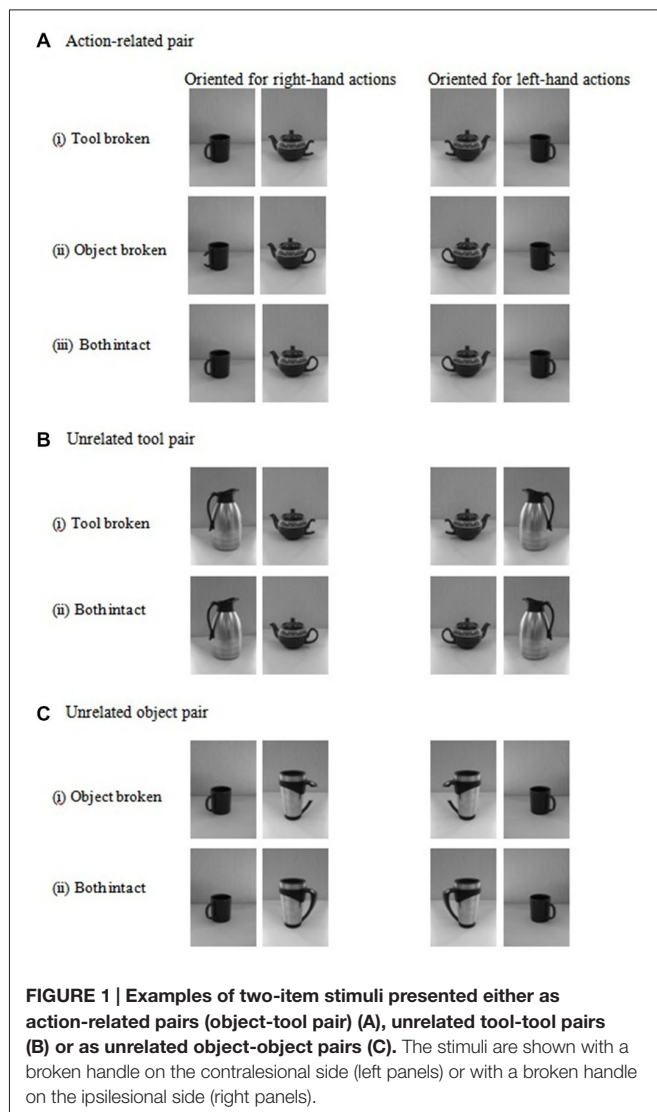 A Action-related pair
Oriented for right-hand actions Oriented for left-hand actions
(i) Tool broken
(ii) Object broken
(iii) Both intact
B Unrelated tool pair
(i) Tool broken
(ii) Both intact
C Unrelated object pair
(i) Object broken
(ii) Both intact
FIGURE 1 | Examples of two-item stimuli presented either as
action-related pairs (object-tool pair) (A), unrelated tool-tool pairs
(B) or as unrelated object-object pairs (C). The stimuli are shown with a
broken handle on the contralesional side (left panels) or with a broken handle
on the ipsilesional side (right panels).